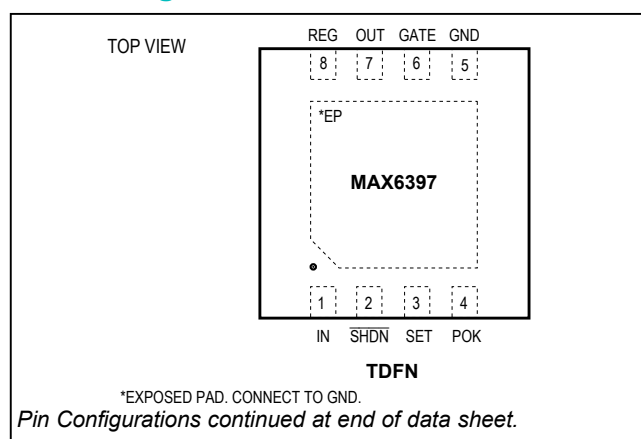 TOP VIEW
REG OUT GATE GND
8 7 6 5
*EP
MAX6397
1 2 3 4
IN SHDN SET POK
TDFN
*EXPOSED PAD. CONNECT TO GND.
Pin Configurations continued at end of data sheet.